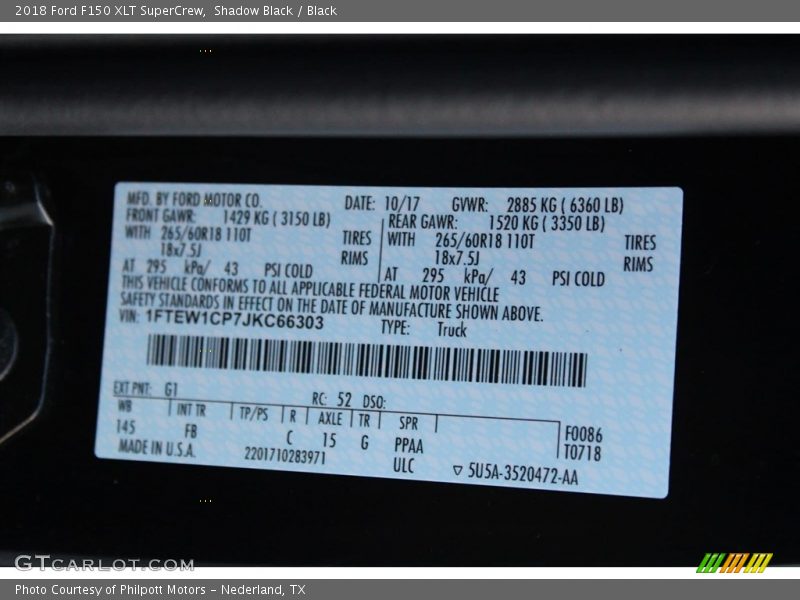 2018 Ford F150 XLT SuperCrew, Shadow Black / Black
MFD. BY FORD MOTOR CO. DATE: 10/17 GVWR: 2885 KG ( 6360 LB)
FRONT GAWR: 1429 KG ( 3150 LB) REAR GAWR: 1520 KG ( 3350 LB)
WITH 265/60R18 110T TIRES WITH 265/60R18 110T TIRES
18x7.5J RIMS 18x7.5J RIMS
AT 295 kPa/ 43 PSI COLD AT 295 kPa/ 43 PSI COLD
THIS VEHICLE CONFORMS TO ALL APPLICABLE FEDERAL MOTOR VEHICLE
SAFETY STANDARDS IN EFFECT ON THE DATE OF MANUFACTURE SHOWN ABOVE.
VIN: 1FTEW1CP7JKC66303 TYPE: Truck
EXT PNT: G1 RC: 52 DSO:
WB INT TR TP/PS R AXLE TR SPR F0086
145 FB C 15 G PPAA T0718
MADE IN U.S.A. 2201710283971 ULC ▽ 5U5A-3520472-AA
GTCARLOT.COM
Photo Courtesy of Philpott Motors - Nederland, TX